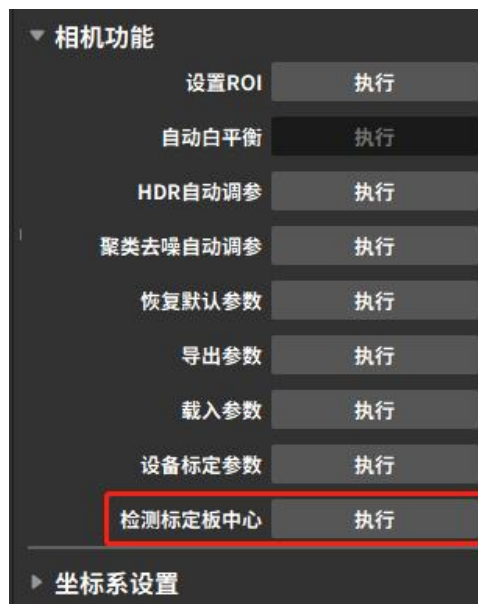 相机功能
设置ROI 执行
自动白平衡 执行
HDR自动调参 执行
聚类去噪自动调参 执行
恢复默认参数 执行
导出参数 执行
载入参数 执行
设备标定参数 执行
检测标定板中心 执行
坐标系设置